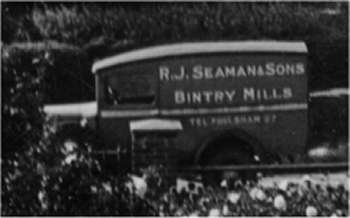 R.J. SEAMAN & SONS
BINTRY MILLS
TEL. FOULSHAM 27